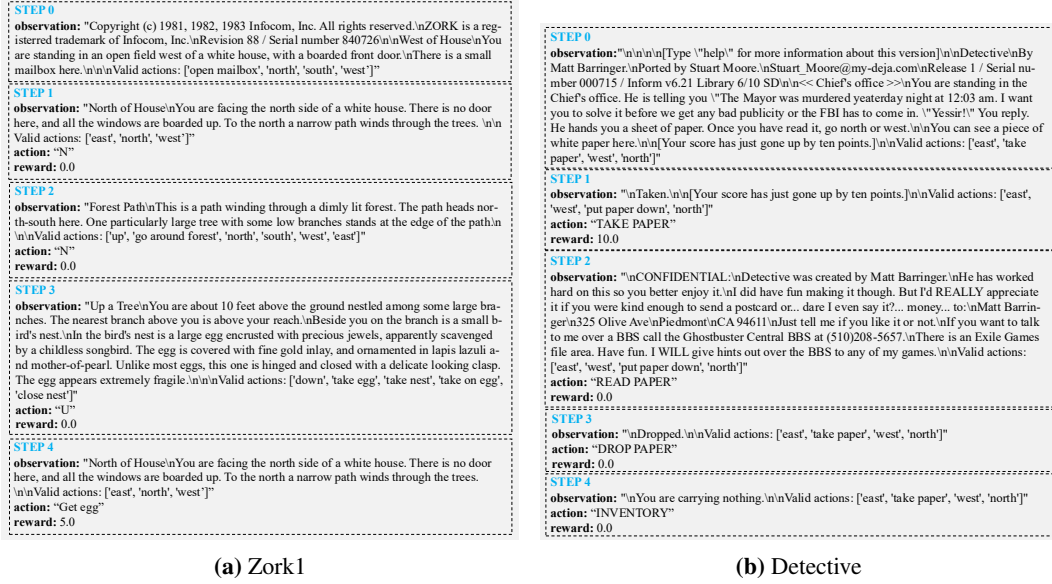 STEP 0
observation: "Copyright (c) 1981, 1982, 1983 Infocom, Inc. All rights reserved.\nZORK is a reg-
isterred trademark of Infocom, Inc.\nRevision 88 / Serial number 840726\n\nWest of House\nYou
are standing in an open field west of a white house, with a boarded front door.\nThere is a small
mailbox here.\n\n\nValid actions: ['open mailbox', 'north', 'south', 'west']”
STEP 1
observation: "North of House\nYou are facing the north side of a white house. There is no door
here, and all the windows are boarded up. To the north a narrow path winds through the trees. \n\n
Valid actions: ['east', 'north', 'west’]”
action: “N”
reward: 0.0
STEP 2
observation: "Forest Path\nThis is a path winding through a dimly lit forest. The path heads nor-
th-south here. One particularly large tree with some low branches stands at the edge of the path.\n
\n\nValid actions: ['up', 'go around forest', 'north', 'south', 'west', 'east']"
action: “N”
reward: 0.0
STEP 3
observation: "Up a Tree\nYou are about 10 feet above the ground nestled among some large bra-
nches. The nearest branch above you is above your reach.\nBeside you on the branch is a small b-
ird's nest.\nIn the bird's nest is a large egg encrusted with precious jewels, apparently scavenged
by a childless songbird. The egg is covered with fine gold inlay, and ornamented in lapis lazuli a-
nd mother-of-pearl. Unlike most eggs, this one is hinged and closed with a delicate looking clasp.
The egg appears extremely fragile.\n\n\nValid actions: ['down', 'take egg', 'take nest', 'take on egg',
'close nest']"
action: “U”
reward: 0.0
STEP 4
observation: "North of House\nYou are facing the north side of a white house. There is no door
here, and all the windows are boarded up. To the north a narrow path winds through the trees.
\n\nValid actions: ['east', 'north', 'west’]”
action: “Get egg”
reward: 5.0
(a) Zork1
STEP 0
observation:"\n\n\n\n[Type \"help\" for more information about this version]\n\nDetective\nBy
Matt Barringer.\nPorted by Stuart Moore.\nStuart_Moore@my-deja.com\nRelease 1 / Serial nu-
mber 000715 / Inform v6.21 Library 6/10 SD\n\n<< Chief's office >>\nYou are standing in the
Chief's office. He is telling you \"The Mayor was murdered yeaterday night at 12:03 am. I want
you to solve it before we get any bad publicity or the FBI has to come in. \"Yessir!\" You reply.
He hands you a sheet of paper. Once you have read it, go north or west.\n\nYou can see a piece of
white paper here.\n\n[Your score has just gone up by ten points.]\n\nValid actions: ['east', 'take
paper', 'west', 'north']"
STEP 1
observation: "\nTaken.\n\n[Your score has just gone up by ten points.]\n\nValid actions: ['east',
'west', 'put paper down', 'north']"
action: "TAKE PAPER"
reward: 10.0
STEP 2
observation: "\nCONFIDENTIAL:\nDetective was created by Matt Barringer.\nHe has worked
hard on this so you better enjoy it.\nI did have fun making it though. But I'd REALLY appreciate
it if you were kind enough to send a postcard or... dare I even say it?... money... to:\nMatt Barrin-
ger\n325 Olive Ave\nPiedmont\nCA 94611\nJust tell me if you like it or not.\nIf you want to talk
to me over a BBS call the Ghostbuster Central BBS at (510)208-5657.\nThere is an Exile Games
file area. Have fun. I WILL give hints out over the BBS to any of my games.\n\nValid actions:
['east', 'west', 'put paper down', 'north']"
action: “READ PAPER”
reward: 0.0
STEP 3
observation: "\nDropped.\n\nValid actions: ['east', 'take paper', 'west', 'north']"
action: “DROP PAPER”
reward: 0.0
STEP 4
observation: "\nYou are carrying nothing.\n\nValid actions: ['east', 'take paper', 'west', 'north']"
action: “INVENTORY”
reward: 0.0
(b) Detective